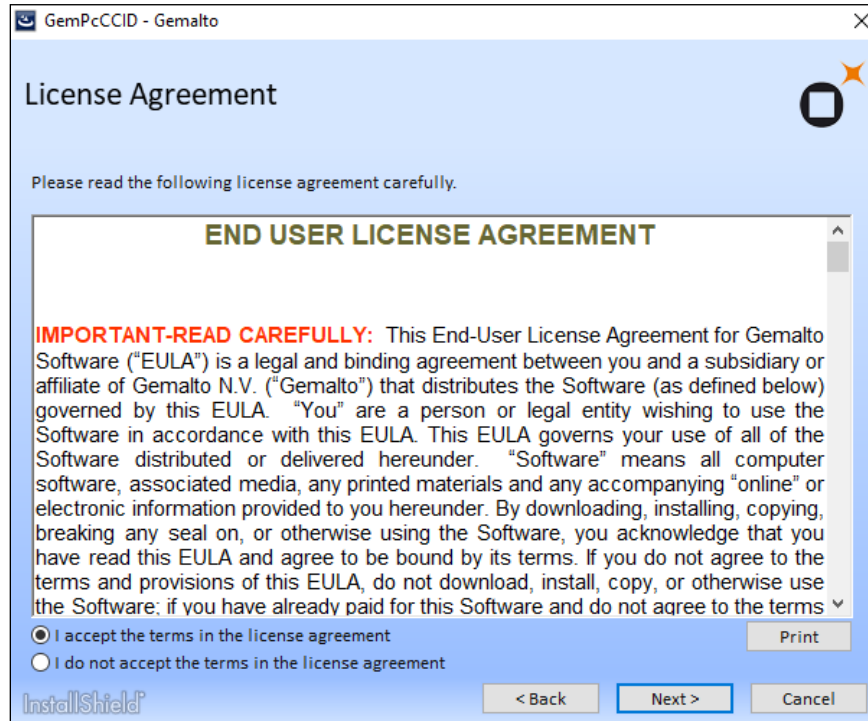 GemPcCCID - Gemalto
License Agreement
Please read the following license agreement carefully.
END USER LICENSE AGREEMENT
IMPORTANT-READ CAREFULLY: This End-User License Agreement for Gemalto
Software (“EULA”) is a legal and binding agreement between you and a subsidiary or
affiliate of Gemalto N.V. (“Gemalto”) that distributes the Software (as defined below)
governed by this EULA. “You” are a person or legal entity wishing to use the
Software in accordance with this EULA. This EULA governs your use of all of the
Software distributed or delivered hereunder. “Software” means all computer
software, associated media, any printed materials and any accompanying “online” or
electronic information provided to you hereunder. By downloading, installing, copying,
breaking any seal on, or otherwise using the Software, you acknowledge that you
have read this EULA and agree to be bound by its terms. If you do not agree to the
terms and provisions of this EULA, do not download, install, copy, or otherwise use
the Software; if you have already paid for this Software and do not agree to the terms
I accept the terms in the license agreement
Print
I do not accept the terms in the license agreement
InstallShield
< Back
Next >
Cancel